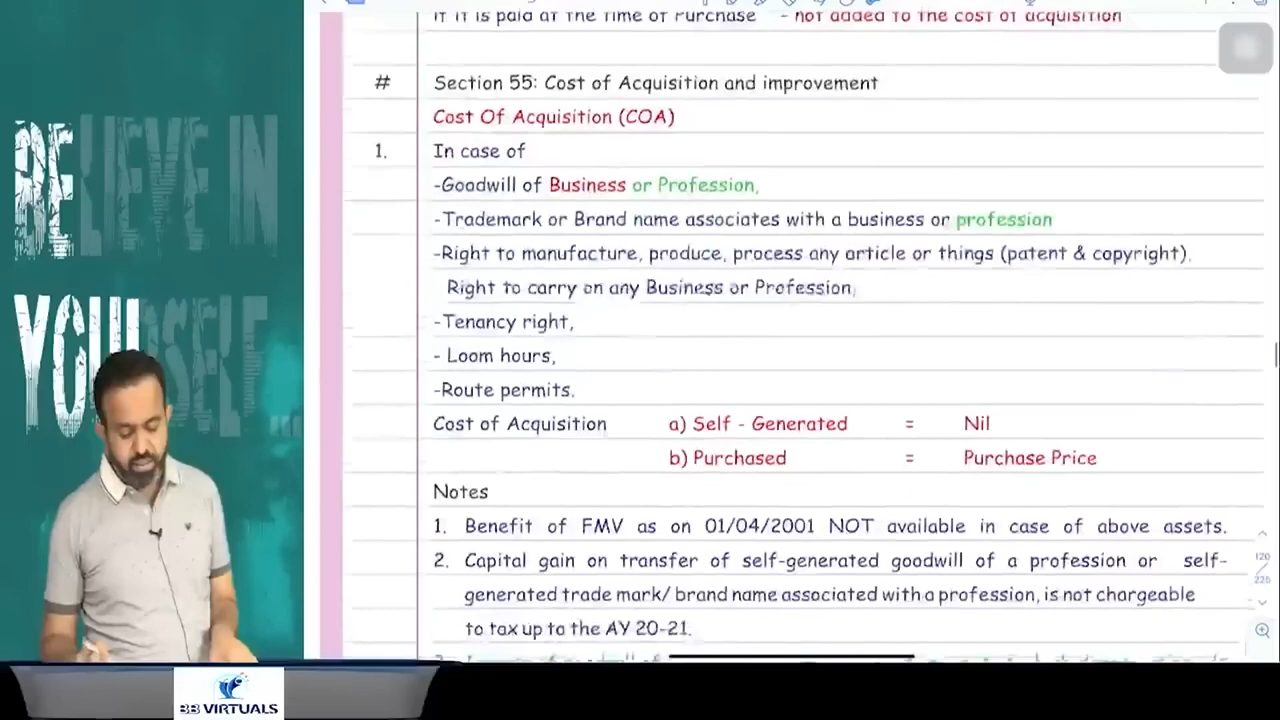 BELIEVE IN
YOURSELF...
if it is paid at the time of Purchase - not added to the cost of acquisition
# Section 55: Cost of Acquisition and improvement
Cost Of Acquisition (COA)
1. In case of
-Goodwill of Business or Profession,
-Trademark or Brand name associates with a business or profession
-Right to manufacture, produce, process any article or things (patent & copyright),
Right to carry on any Business or Profession,
-Tenancy right,
- Loom hours,
-Route permits.
Cost of Acquisition a) Self - Generated = Nil
b) Purchased = Purchase Price
Notes
1. Benefit of FMV as on 01/04/2001 NOT available in case of above assets.
2. Capital gain on transfer of self-generated goodwill of a profession or self-
generated trade mark/ brand name associated with a profession, is not chargeable
to tax up to the AY 20-21.
120
225
BB VIRTUALS